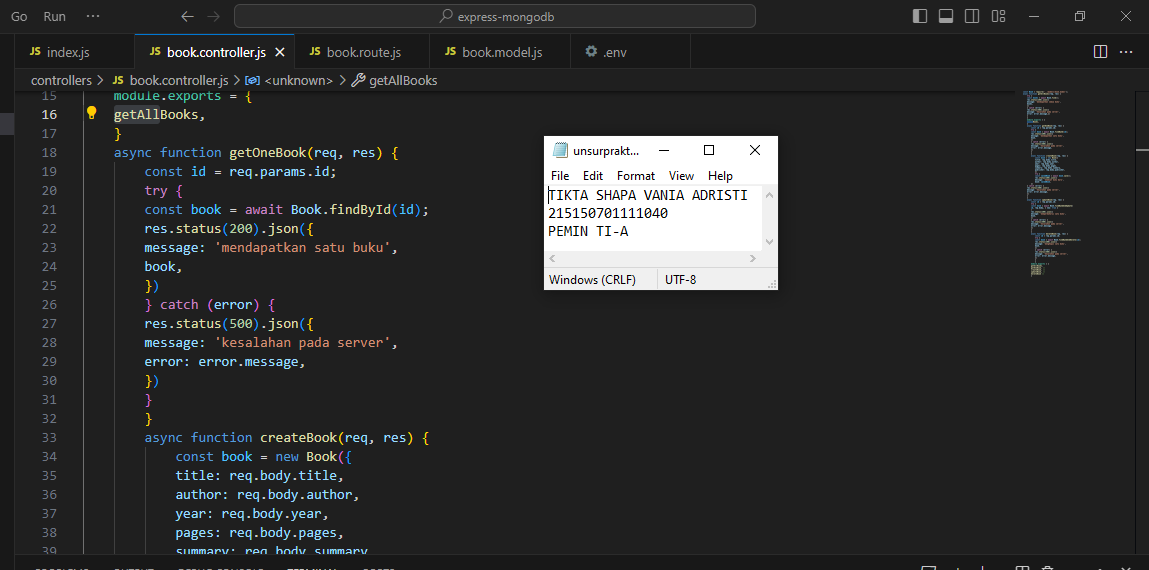 Go Run ··· express-mongodb
JS index.js JS book.controller.js JS book.route.js JS book.model.js .env
controllers > JS book.controller.js > <unknown> > getAllBooks
15 module.exports = {
16 getAllBooks,
17 }
18 async function getOneBook(req, res) {
19 const id = req.params.id;
20 try {
21 const book = await Book.findById(id);
22 res.status(200).json({
23 message: 'mendapatkan satu buku',
24 book,
25 })
26 } catch (error) {
27 res.status(500).json({
28 message: 'kesalahan pada server',
29 error: error.message,
30 })
31 }
32 }
33 async function createBook(req, res) {
34 const book = new Book({
35 title: req.body.title,
36 author: req.body.author,
37 year: req.body.year,
38 pages: req.body.pages,
39 summary: req.body.summary
unsurprakt...
File Edit Format View Help
TIKTA SHAPA VANIA ADRISTI
215150701111040
PEMIN TI-A
Windows (CRLF) UTF-8